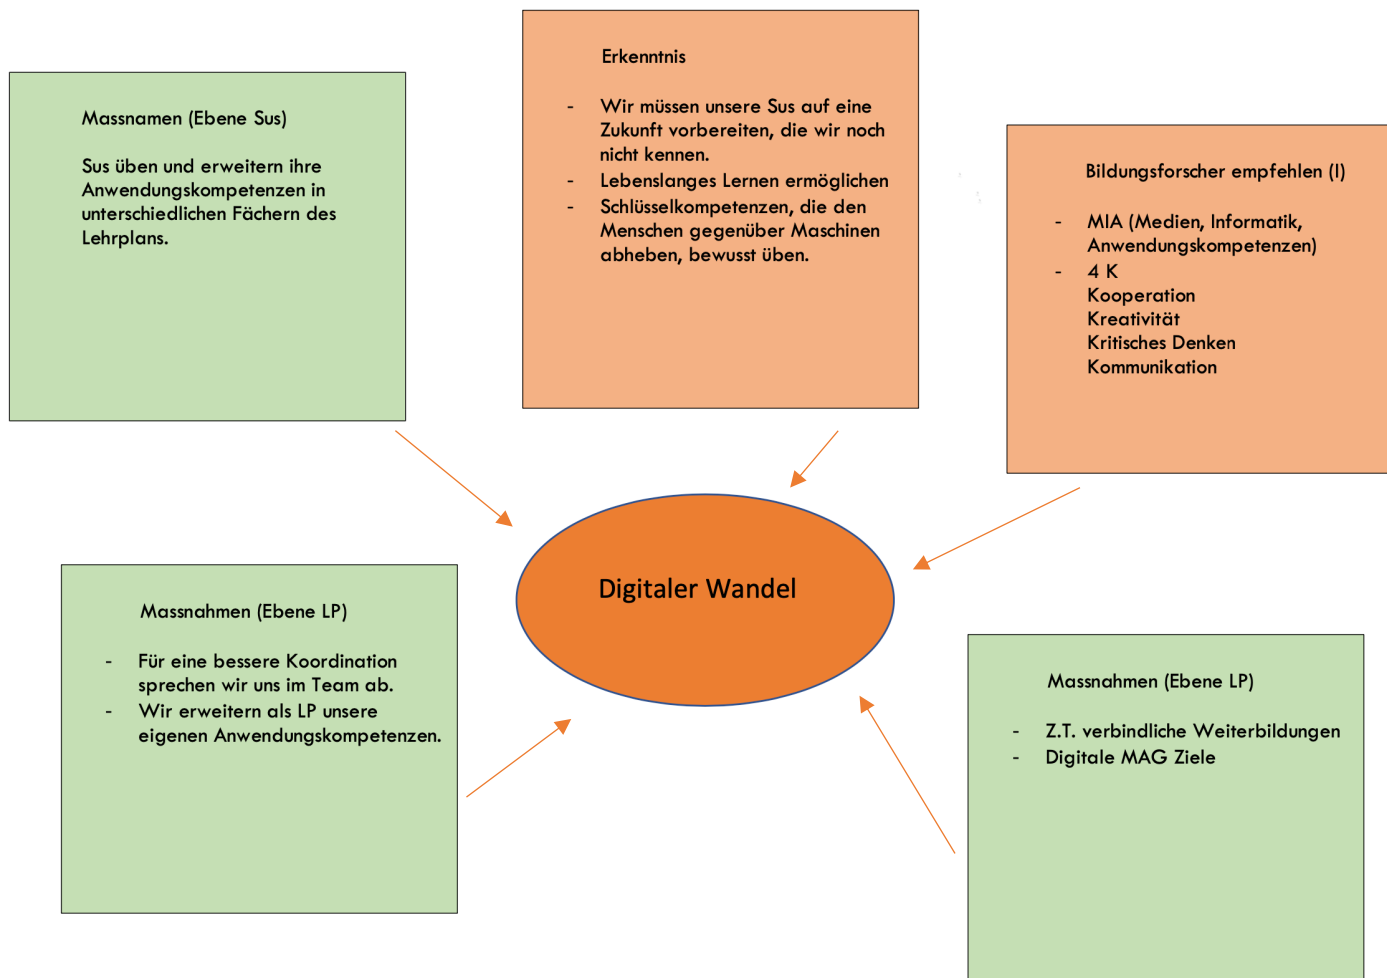 Massnamen (Ebene Sus)
Sus üben und erweitern ihre
Anwendungskompetenzen in
unterschiedlichen Fächern des
Lehrplans.
Erkenntnis
- Wir müssen unsere Sus auf eine
Zukunft vorbereiten, die wir noch
nicht kennen.
- Lebenslanges Lernen ermöglichen
- Schlüsselkompetenzen, die den
Menschen gegenüber Maschinen
abheben, bewusst üben.
Bildungsforscher empfehlen (I)
- MIA (Medien, Informatik,
Anwendungskompetenzen)
- 4 K
Kooperation
Kreativität
Kritisches Denken
Kommunikation
Digitaler Wandel
Massnahmen (Ebene LP)
- Für eine bessere Koordination
sprechen wir uns im Team ab.
- Wir erweitern als LP unsere
eigenen Anwendungskompetenzen.
Massnahmen (Ebene LP)
- Z.T. verbindliche Weiterbildungen
- Digitale MAG Ziele